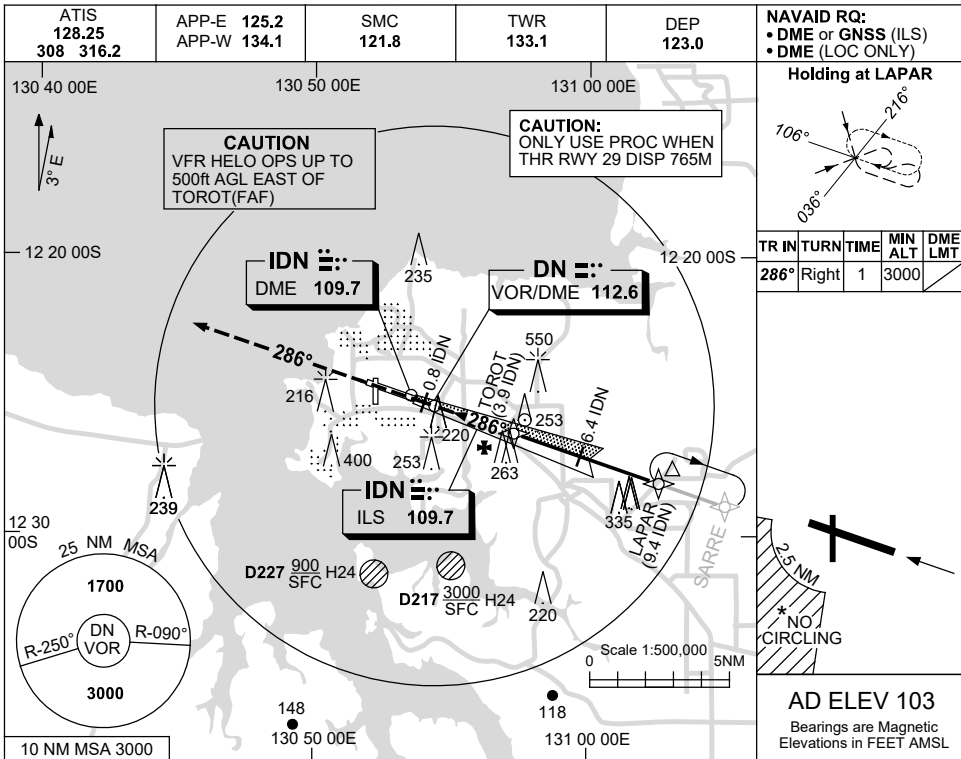 ATIS
128.25
308 316.2
APP-E 125.2
APP-W 134.1
SMC
121.8
TWR
133.1
DEP
123.0
NAVAID RQ:
• DME or GNSS (ILS)
• DME (LOC ONLY)
130 40 00E
130 50 00E
131 00 00E
Holding at LAPAR
216°
106°
036°
3° E
CAUTION
VFR HELO OPS UP TO
500ft AGL EAST OF
TOROT(FAF)
CAUTION:
ONLY USE PROC WHEN
THR RWY 29 DISP 765M
12 20 00S
12 20 00S
TR IN TURN TIME MIN ALT DME LMT
286° Right 1 3000
IDN
DME 109.7
235
DN
VOR/DME 112.6
286°
0.8 IDN
TOROT
(3.9 IDN)
550
216
286°
253
6.4 IDN
220
400
253
263
239
IDN
ILS 109.7
335
LAPAR
(9.4 IDN)
SARRE
12 30
00S
25 NM MSA
1700
DN
VOR
R-250°
R-090°
3000
D227 900
SFC H24
D217 3000
SFC H24
220
2.5 NM
*NO
CIRCLING
Scale 1:500,000
0 5NM
148
118
130 50 00E
131 00 00E
10 NM MSA 3000
AD ELEV 103
Bearings are Magnetic
Elevations in FEET AMSL